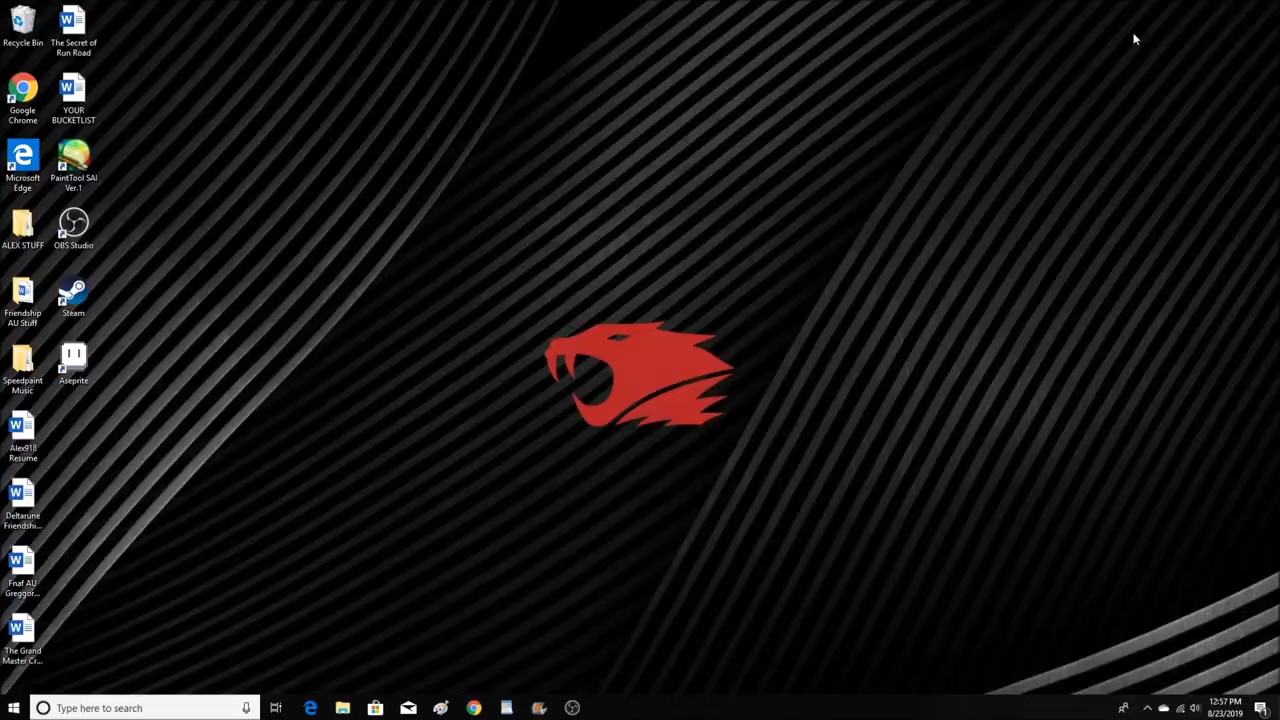 Recycle Bin
The Secret of
Run Road
Google
Chrome
YOUR
BUCKETLIST
Microsoft
Edge
PaintTool SAI
Ver.1
ALEX STUFF
OBS Studio
Friendship
AU Stuff
Steam
Speedpaint
Music
Aseprite
Alex918
Resume
Deltarune
Friendshi...
Fnaf AU
Greggor...
The Grand
Master Cr...
Type here to search
12:57 PM
8/23/2019